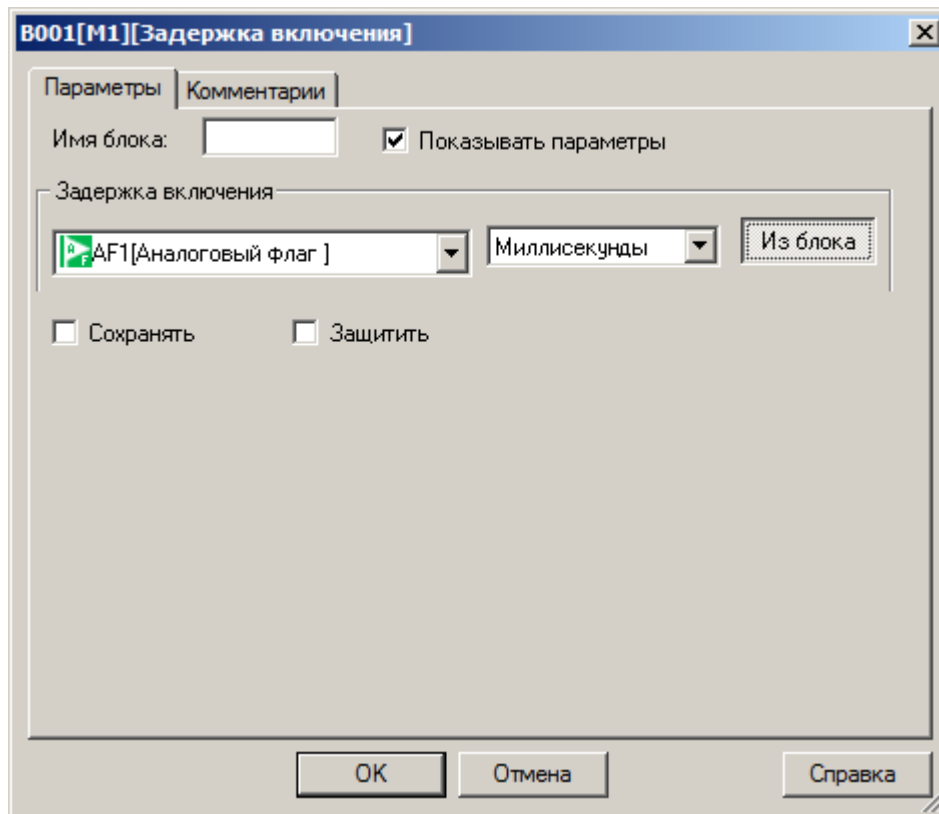 B001[M1][Задержка включения]
Параметры Комментарии
Имя блока: Показывать параметры
Задержка включения
AF1[Аналоговый флаг ] Миллисекунды Из блока
Сохранять Защитить
OK Отмена Справка